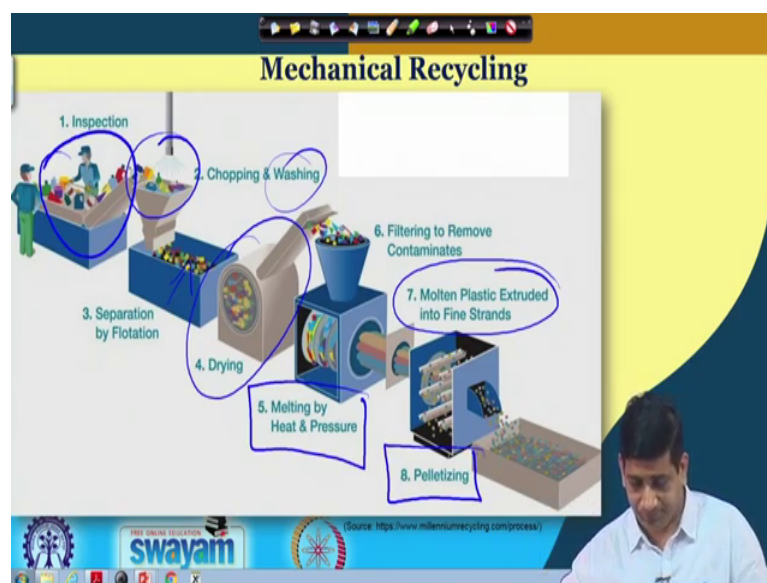 Mechanical Recycling
1. Inspection
2. Chopping & Washing
3. Separation
by Flotation
4. Drying
5. Melting by
Heat & Pressure
6. Filtering to Remove
Contaminates
7. Molten Plastic Extruded
into Fine Strands
8. Pelletizing
(Source: https://www.millenniumrecycling.com/process/)
FREE ONLINE EDUCATION
swayam